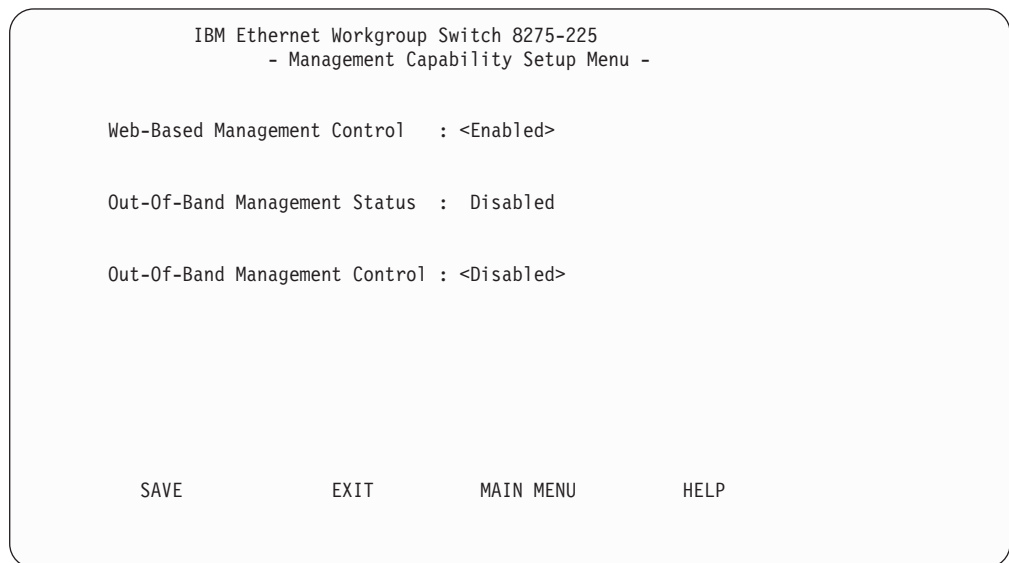 IBM Ethernet Workgroup Switch 8275-225
- Management Capability Setup Menu -
Web-Based Management Control : <Enabled>
Out-Of-Band Management Status : Disabled
Out-Of-Band Management Control : <Disabled>
SAVE EXIT MAIN MENU HELP